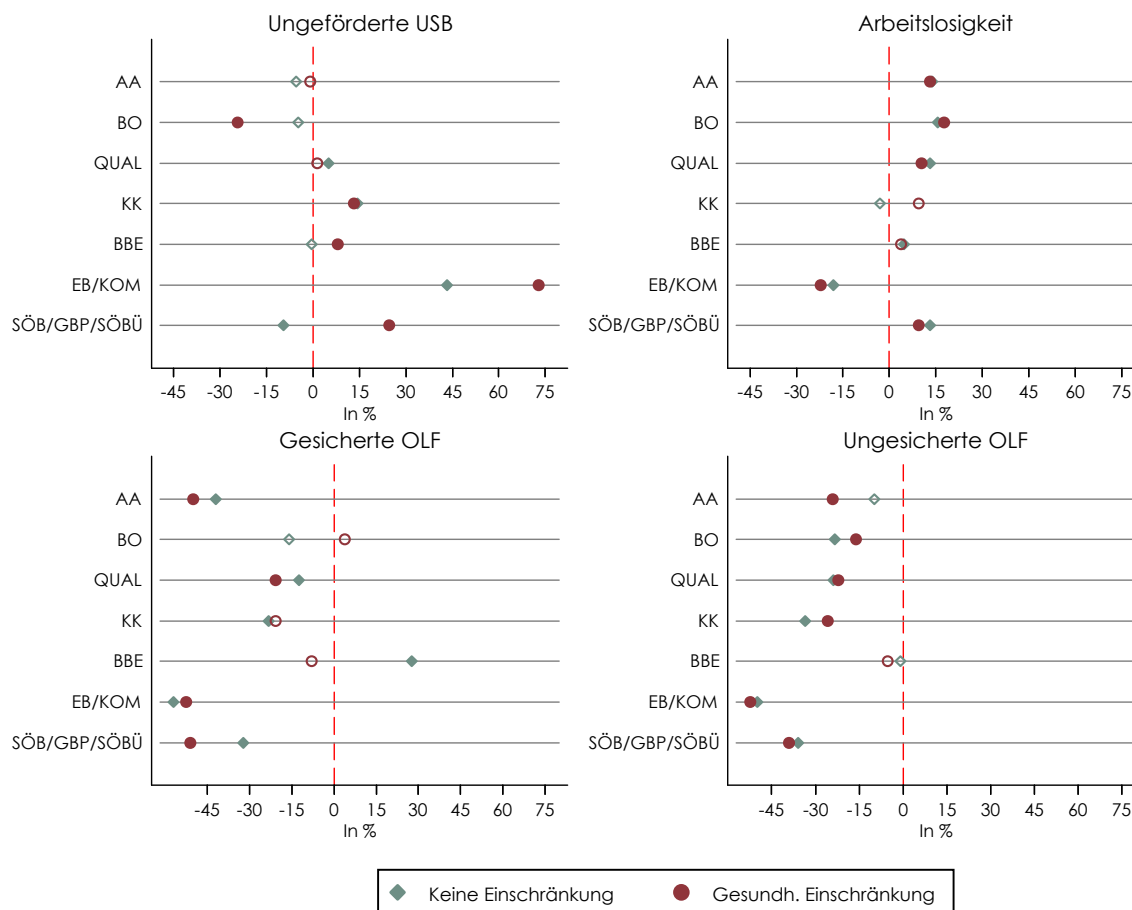 Ungeförderte USB
AA
BO
QUAL
KK
BBE
EB/KOM
SÖB/GBP/SÖBÜ
-45 -30 -15 0 15 30 45 60 75
In %
Arbeitslosigkeit
AA
BO
QUAL
KK
BBE
EB/KOM
SÖB/GBP/SÖBÜ
-45 -30 -15 0 15 30 45 60 75
In %
Gesicherte OLF
AA
BO
QUAL
KK
BBE
EB/KOM
SÖB/GBP/SÖBÜ
-45 -30 -15 0 15 30 45 60 75
In %
Ungesicherte OLF
AA
BO
QUAL
KK
BBE
EB/KOM
SÖB/GBP/SÖBÜ
-45 -30 -15 0 15 30 45 60 75
In %
Keine Einschränkung Gesundh. Einschränkung